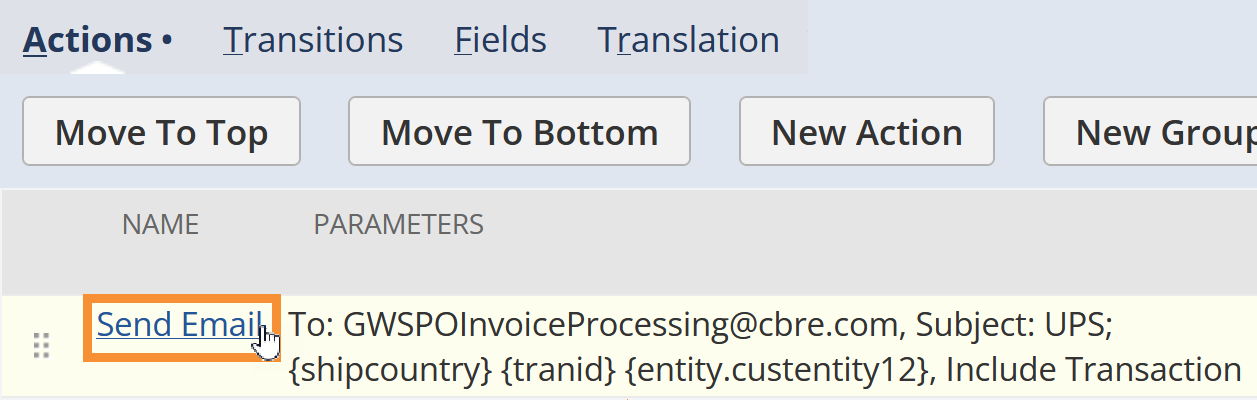 Actions • Transitions Fields Translation
Move To Top Move To Bottom New Action New Group
NAME PARAMETERS
Send Email To: GWSPOInvoiceProcessing@cbre.com, Subject: UPS;
{shipcountry} {tranid} {entity.custentity12}, Include Transaction